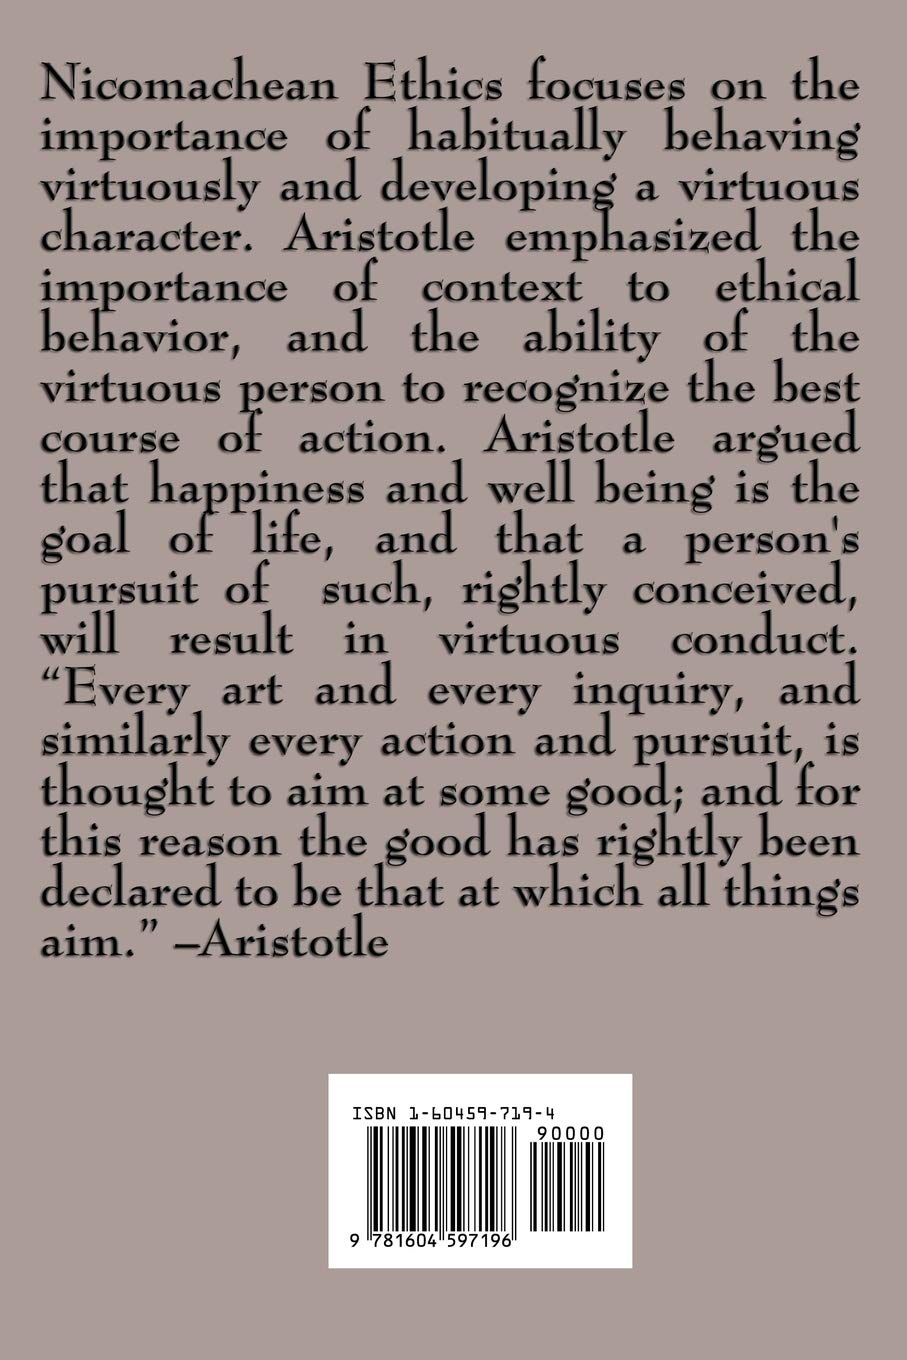 Nicomachean Ethics focuses on the
importance of habitually behaving
virtuously and developing a virtuous
character. Aristotle emphasized the
importance of context to ethical
behavior, and the ability of the
virtuous person to recognize the best
course of action. Aristotle argued
that happiness and well being is the
goal of life, and that a person's
pursuit of such, rightly conceived,
will result in virtuous conduct.
“Every art and every inquiry, and
similarly every action and pursuit, is
thought to aim at some good; and for
this reason the good has rightly been
declared to be that at which all things
aim.” –Aristotle
ISBN 1-60459-719-4
90000
9 781604 597196